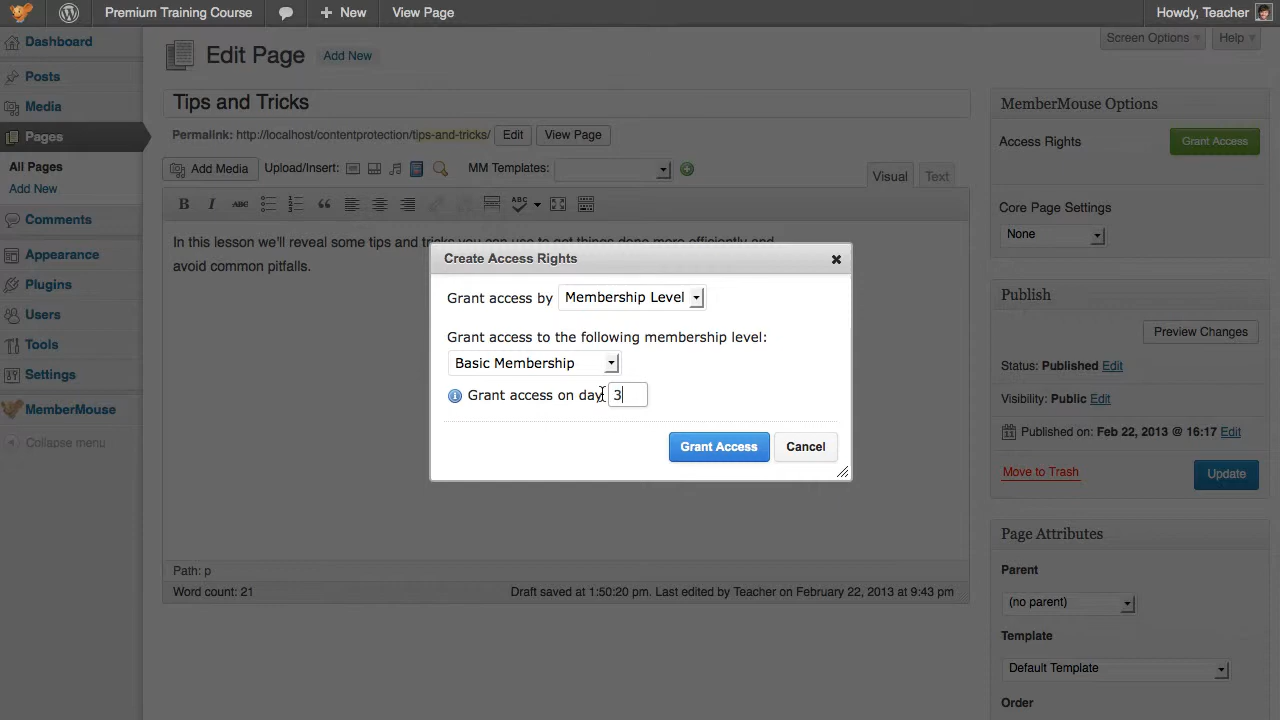 Premium Training Course
New
View Page
Howdy, Teacher
Dashboard
Posts
Media
Pages
All Pages
Add New
Comments
Appearance
Plugins
Users
Tools
Settings
MemberMouse
Collapse menu
Screen Options
Help
Edit Page
Add New
Tips and Tricks
Permalink: http://localhost/contentprotection/tips-and-tricks/
Edit
View Page
Add Media
Upload/Insert:
MM Templates:
Visual
Text
B
I
ABC
ABC
In this lesson we'll reveal some tips and tricks you can use to get things done more efficiently and
avoid common pitfalls.
Create Access Rights
Grant access by
Membership Level
Grant access to the following membership level:
Basic Membership
Grant access on day
3
Grant Access
Cancel
Path: p
Word count: 21
Draft saved at 1:50:20 pm. Last edited by Teacher on February 22, 2013 at 9:43 pm
MemberMouse Options
Access Rights
Grant Access
Core Page Settings
None
Publish
Preview Changes
Status: Published Edit
Visibility: Public Edit
Published on: Feb 22, 2013 @ 16:17 Edit
Move to Trash
Update
Page Attributes
Parent
(no parent)
Template
Default Template
Order